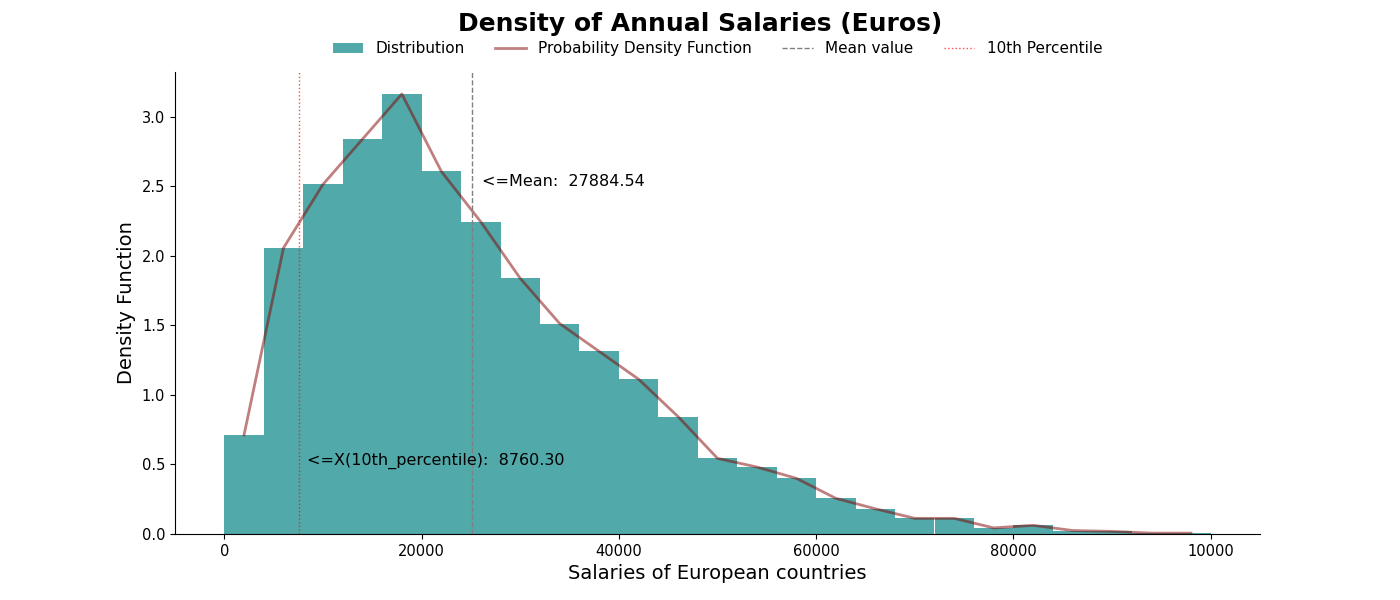 Density of Annual Salaries (Euros)
Distribution
Probability Density Function
Mean value
10th Percentile
Density Function
3.0
2.5
2.0
1.5
1.0
0.5
0.0
<=Mean:  27884.54
<=X(10th_percentile):  8760.30
0
20000
40000
60000
80000
10000
Salaries of European countries